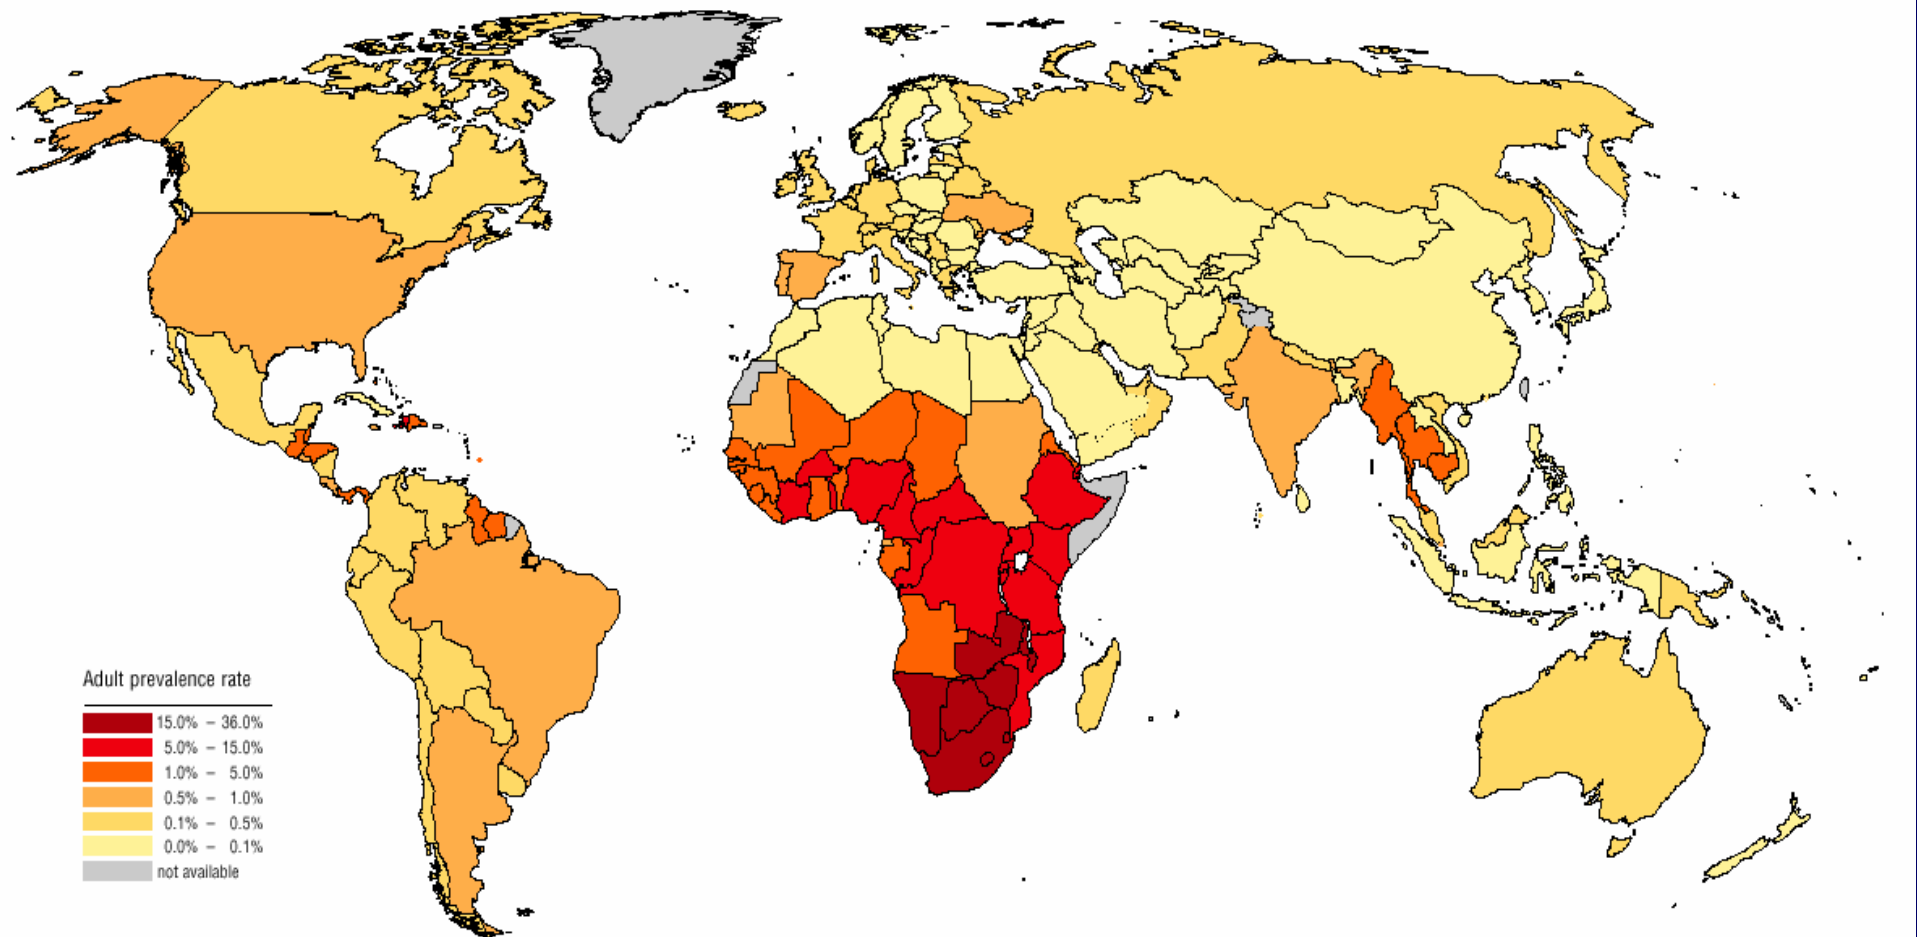 Adult prevalence rate
15.0% – 36.0%
5.0% – 15.0%
1.0% – 5.0%
0.5% – 1.0%
0.1% – 0.5%
0.0% – 0.1%
not available